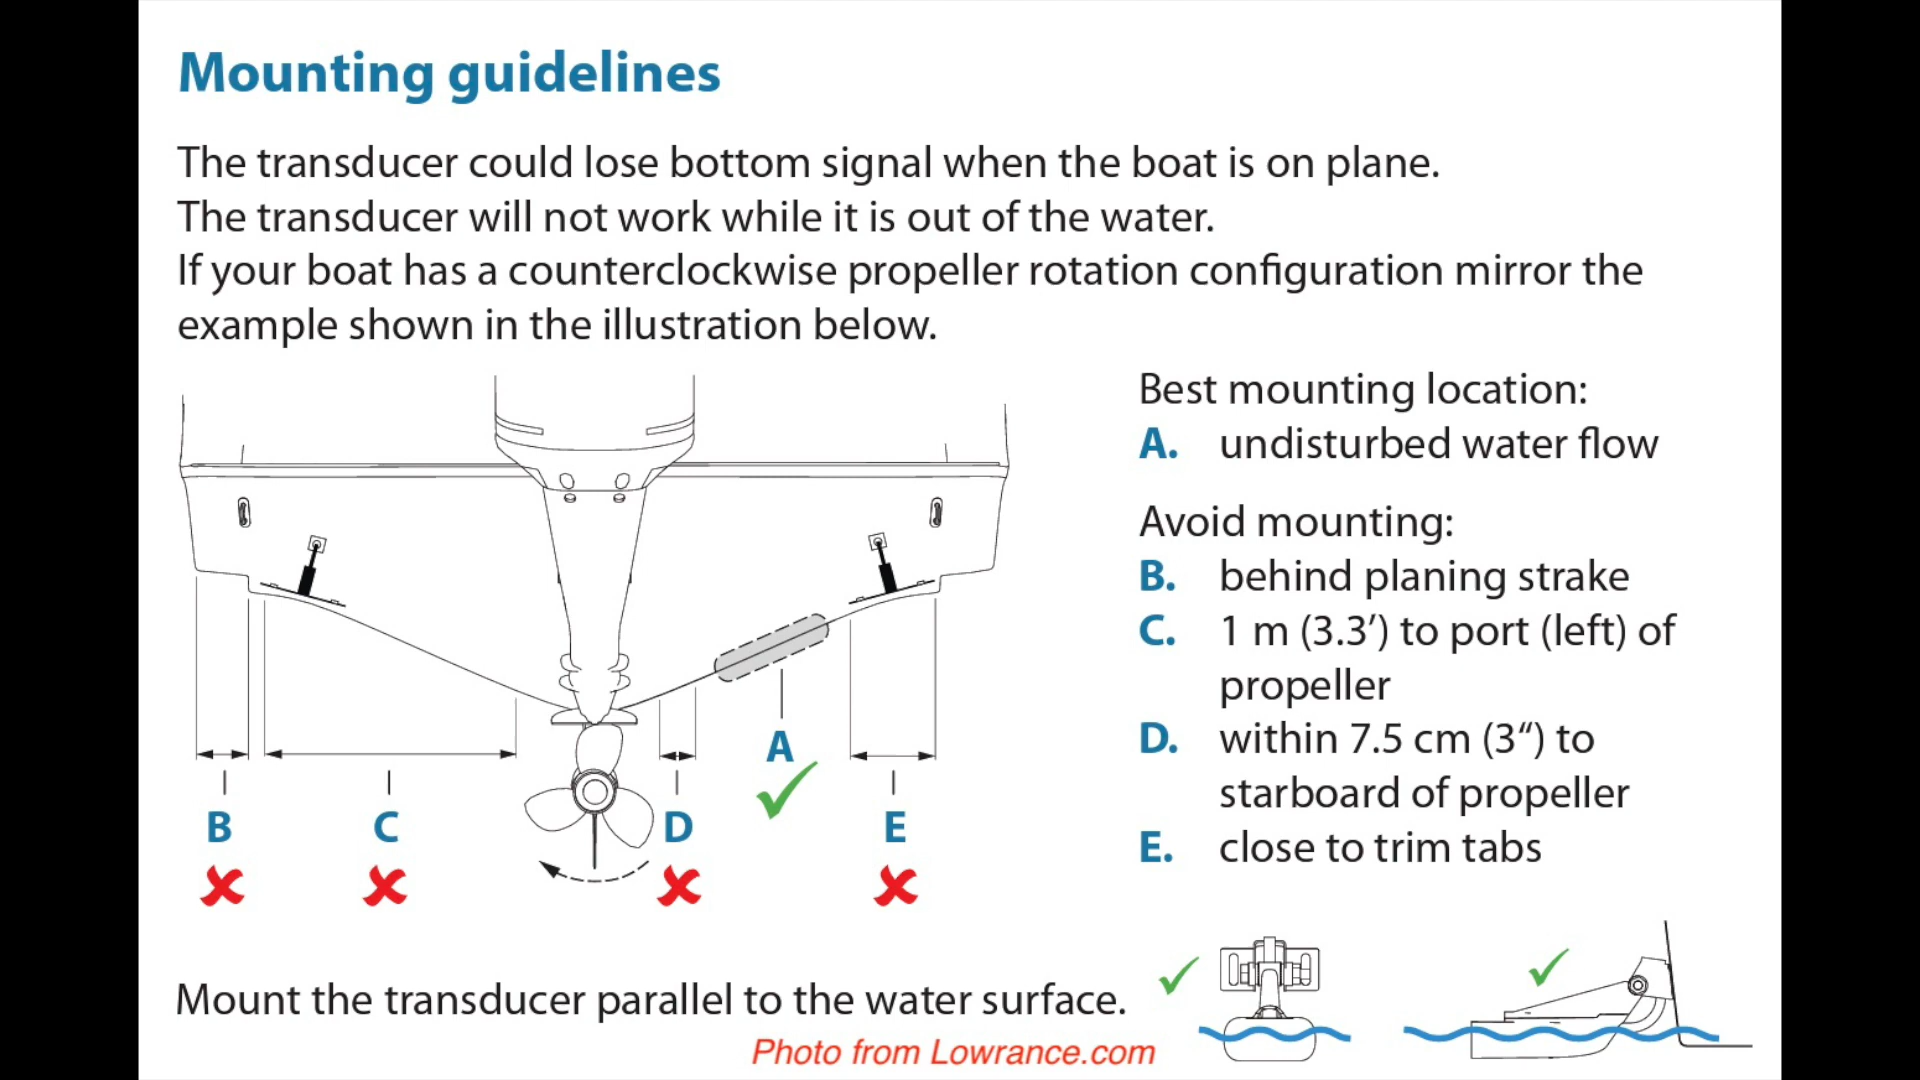 Mounting guidelines
The transducer could lose bottom signal when the boat is on plane.
The transducer will not work while it is out of the water.
If your boat has a counterclockwise propeller rotation configuration mirror the
example shown in the illustration below.
Best mounting location:
A. undisturbed water flow
Avoid mounting:
B. behind planing strake
C. 1 m (3.3’) to port (left) of
propeller
D. within 7.5 cm (3“) to
starboard of propeller
E. close to trim tabs
A
B C D E
Mount the transducer parallel to the water surface.
Photo from Lowrance.com